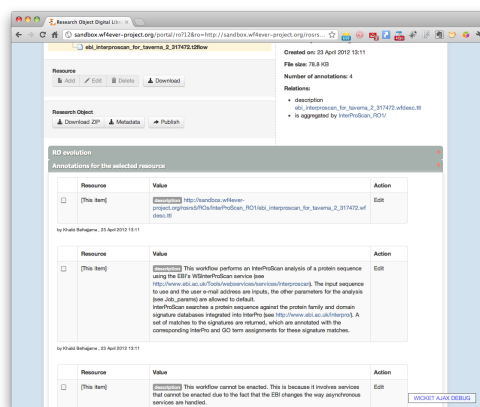 Research Object Digital Libr
sandbox.wf4ever-project.org/portal/ro?12&ro=http://sandbox.wf4ever-project.org/rosrs
ebi_interproscan_for_taverna_2_317472.t2flow
Resource
Add Edit Delete Download
Research Object
Download ZIP Metadata Publish
Created on: 23 April 2012 13:11
File size: 78,8 KB
Number of annotations: 4
Relations:
description
ebi_interproscan_for_taverna_2_317472.wfdesc.ttl
is aggregated by InterProScan_RO1/
RO evolution
Annotations for the selected resource
Resource Value Action
[This item] description http://sandbox.wf4ever- Edit
project.org/rosrs5/ROs/InterProScan_RO1/ebi_interproscan_for_taverna_2_317472.wf
desc.ttl
by Khalid Belhajjame , 23 April 2012 13:11
Resource Value Action
[This item] description This workflow performs an InterProScan analysis of a protein sequence Edit
using the EBI's WSInterProScan service (see
http://www.ebi.ac.uk/Tools/webservices/services/interproscan). The input sequence
to use and the user e-mail address are inputs, the other parameters for the analysis
(see Job_params) are allowed to default.
InterProScan searches a protein sequence against the protein family and domain
signature databases integrated into InterPro (see http://www.ebi.ac.uk/interpro/). A
set of matches to the signatures are returned, which are annotated with the
corresponding InterPro and GO term assignments for these signature matches.
by Khalid Belhajjame , 23 April 2012 13:11
Resource Value Action
[This item] description This workflow cannot be enacted. This is because it involves services Edit
that cannot be enacted due to the fact that the EBI changes the way asynchronous
services are handled.
WICKET AJAX DEBUG